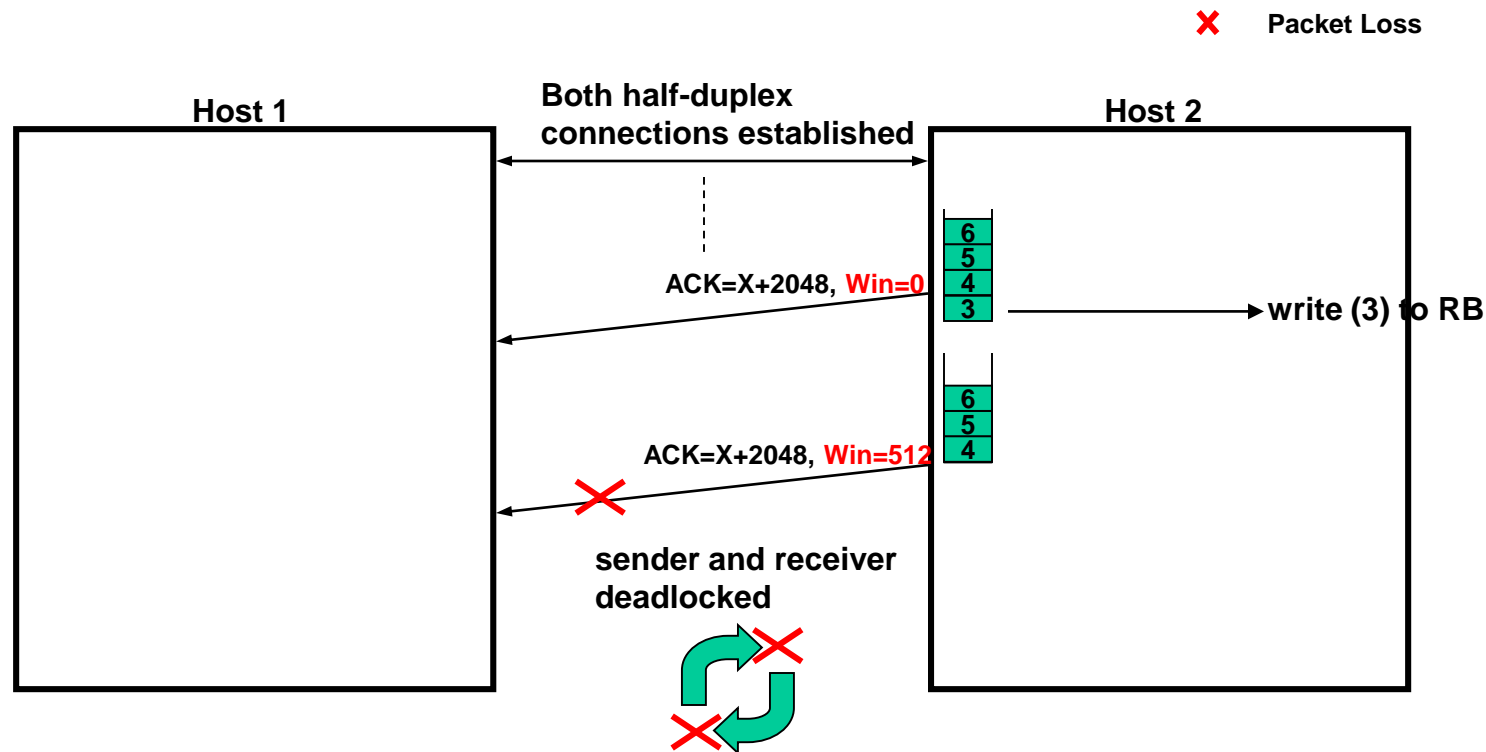 Packet Loss
Both half-duplex
connections established
Host 1
Host 2
6
5
4
3
ACK=X+2048, Win=0
write (3) to RB
6
5
4
ACK=X+2048, Win=512
sender and receiver
deadlocked